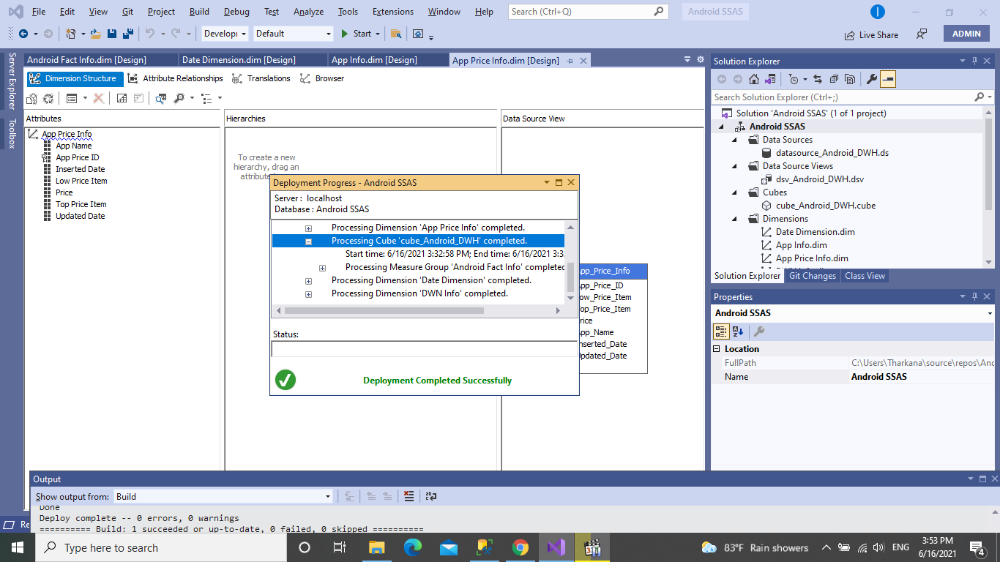 File Edit View Git Project Build Debug Test Analyze Tools Extensions Window Help Search (Ctrl+Q) Android SSAS
Develop Default Start Live Share ADMIN
Server Explorer
Toolbox
Android Fact Info.dim [Design] Date Dimension.dim [Design] App Info.dim [Design] App Price Info.dim [Design]
Dimension Structure Attribute Relationships Translations Browser
Attributes
App Price Info
App Name
App Price ID
Inserted Date
Low Price Item
Price
Top Price Item
Updated Date
Hierarchies
To create a new
hierarchy, drag an
attribute
Data Source View
App_Price_Info
App_Price_ID
Low_Price_Item
Top_Price_Item
Price
App_Name
Inserted_Date
Updated_Date
Deployment Progress - Android SSAS
Server : localhost
Database : Android SSAS
Processing Dimension 'App Price Info' completed.
Processing Cube 'cube_Android_DWH' completed.
Start time: 6/16/2021 3:32:58 PM; End time: 6/16/2021 3:3
Processing Measure Group 'Android Fact Info' completed
Processing Dimension 'Date Dimension' completed.
Processing Dimension 'DWN Info' completed.
Status:
Deployment Completed Successfully
Solution Explorer
Search Solution Explorer (Ctrl+;)
Solution 'Android SSAS' (1 of 1 project)
Android SSAS
Data Sources
datasource_Android_DWH.ds
Data Source Views
dsv_Android_DWH.dsv
Cubes
cube_Android_DWH.cube
Dimensions
Date Dimension.dim
App Info.dim
App Price Info.dim
Solution Explorer Git Changes Class View
Properties
Android SSAS
Location
FullPath C:\Users\Tharkana\source\repos\And
Name Android SSAS
Output
Show output from: Build
Done
Deploy complete -- 0 errors, 0 warnings
========== Build: 1 succeeded or up-to-date, 0 failed, 0 skipped ==========
Re
Type here to search
83°F Rain showers ENG
3:53 PM
6/16/2021
4